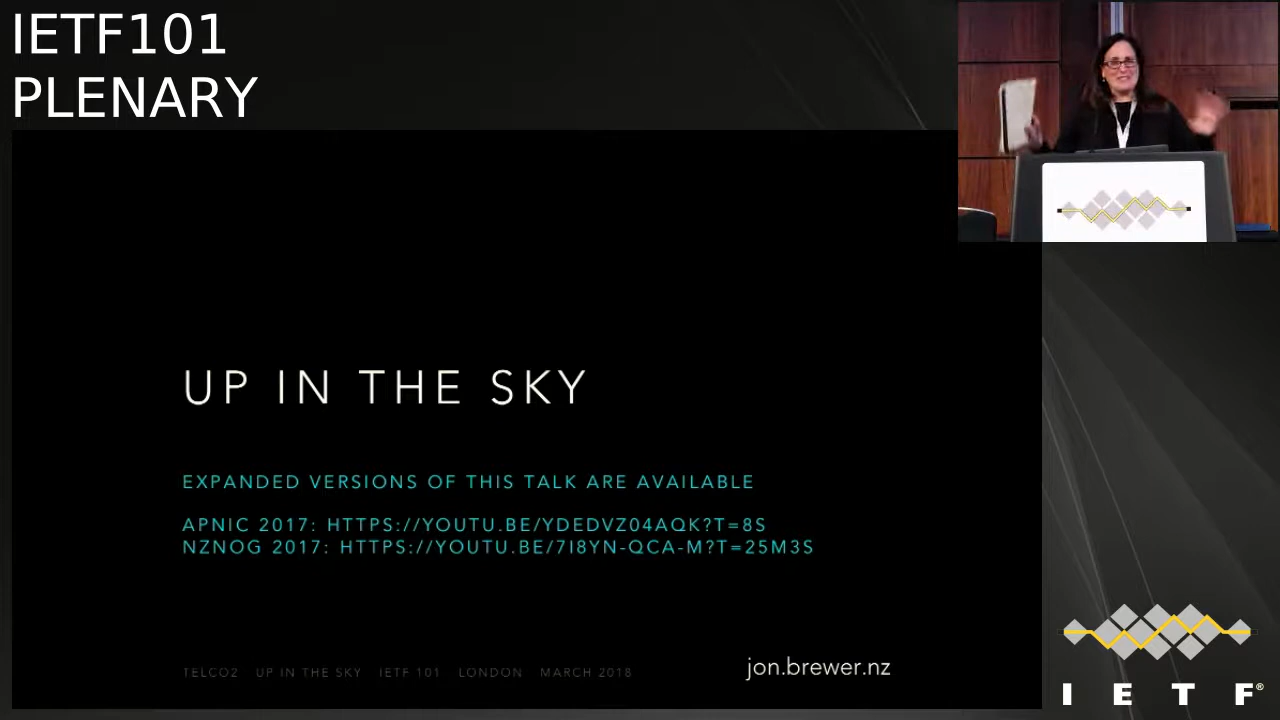 IETF101
PLENARY
UP IN THE SKY
EXPANDED VERSIONS OF THIS TALK ARE AVAILABLE
APNIC 2017: HTTPS://YOUTU.BE/YDEDVZ04AQK?T=8S
NZNOG 2017: HTTPS://YOUTU.BE/7I8YN-QCA-M?T=25M3S
TELCO2 UP IN THE SKY IETF 101 LONDON MARCH 2018
jon.brewer.nz
I E T F®